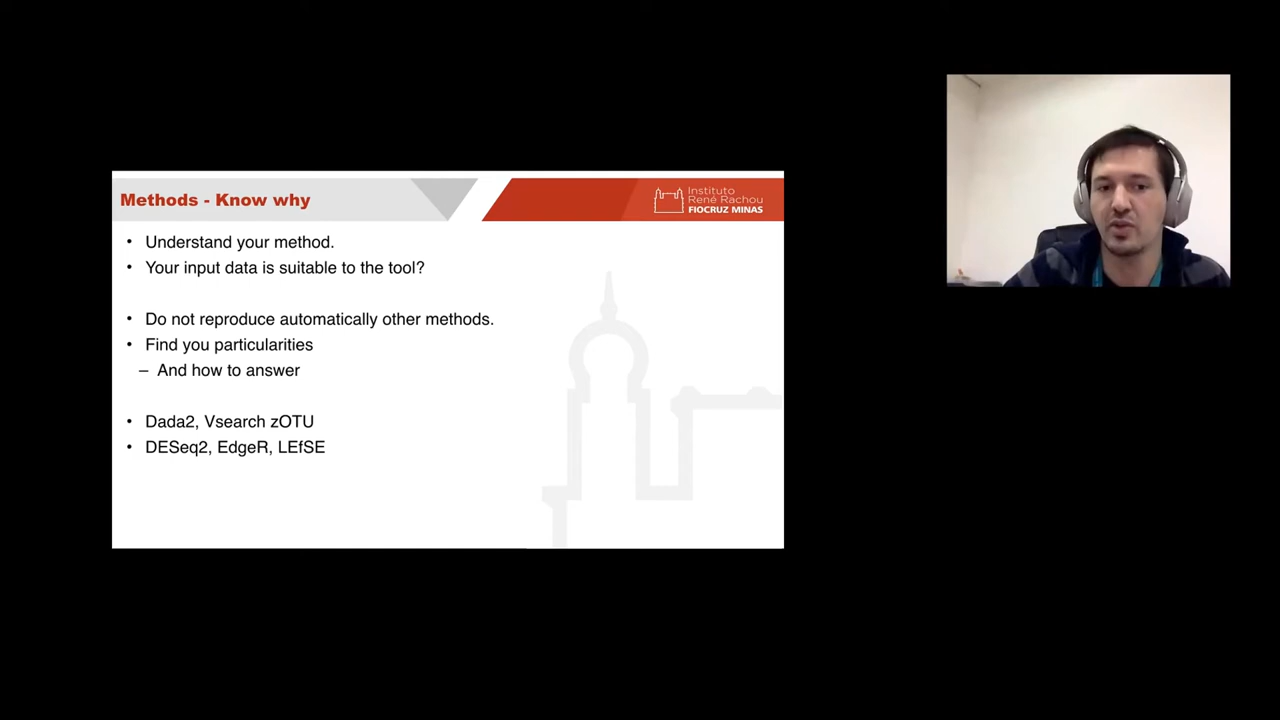 Methods - Know why
Instituto
René Rachou
FIOCRUZ MINAS
• Understand your method.
• Your input data is suitable to the tool?
• Do not reproduce automatically other methods.
• Find you particularities
– And how to answer
• Dada2, Vsearch zOTU
• DESeq2, EdgeR, LEfSE